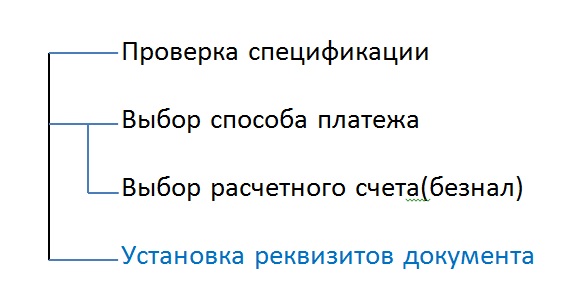 Проверка спецификации
Выбор способа платежа
Выбор расчетного счета(безнал)
Установка реквизитов документа